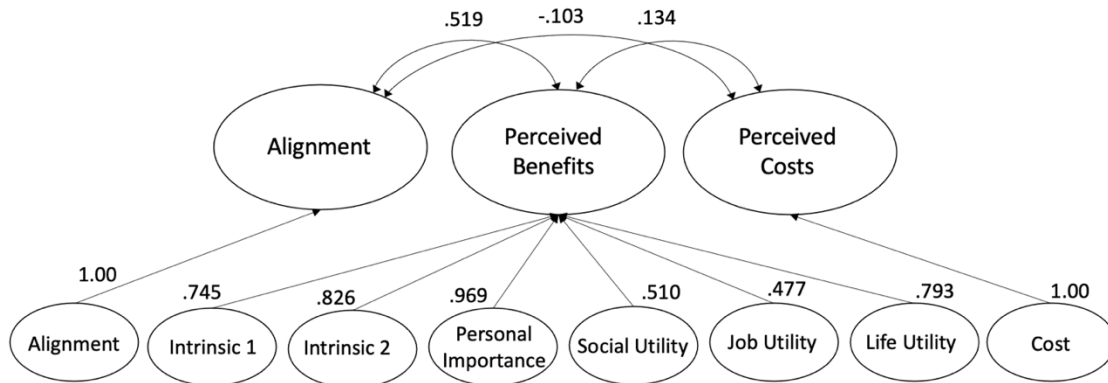 .519 -.103 .134
Alignment
Perceived
Benefits
Perceived
Costs
1.00 .745 .826 .969 .510 .477 .793 1.00
Alignment
Intrinsic 1
Intrinsic 2
Personal
Importance
Social Utility
Job Utility
Life Utility
Cost